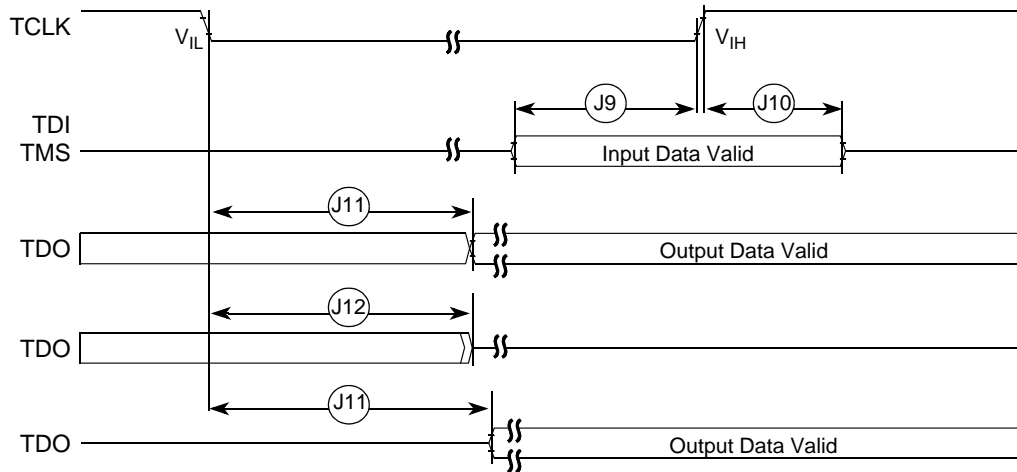 TCLK
VIL
VIH
J9
J10
TDI
TMS
Input Data Valid
J11
TDO
Output Data Valid
J12
TDO
J11
TDO
Output Data Valid